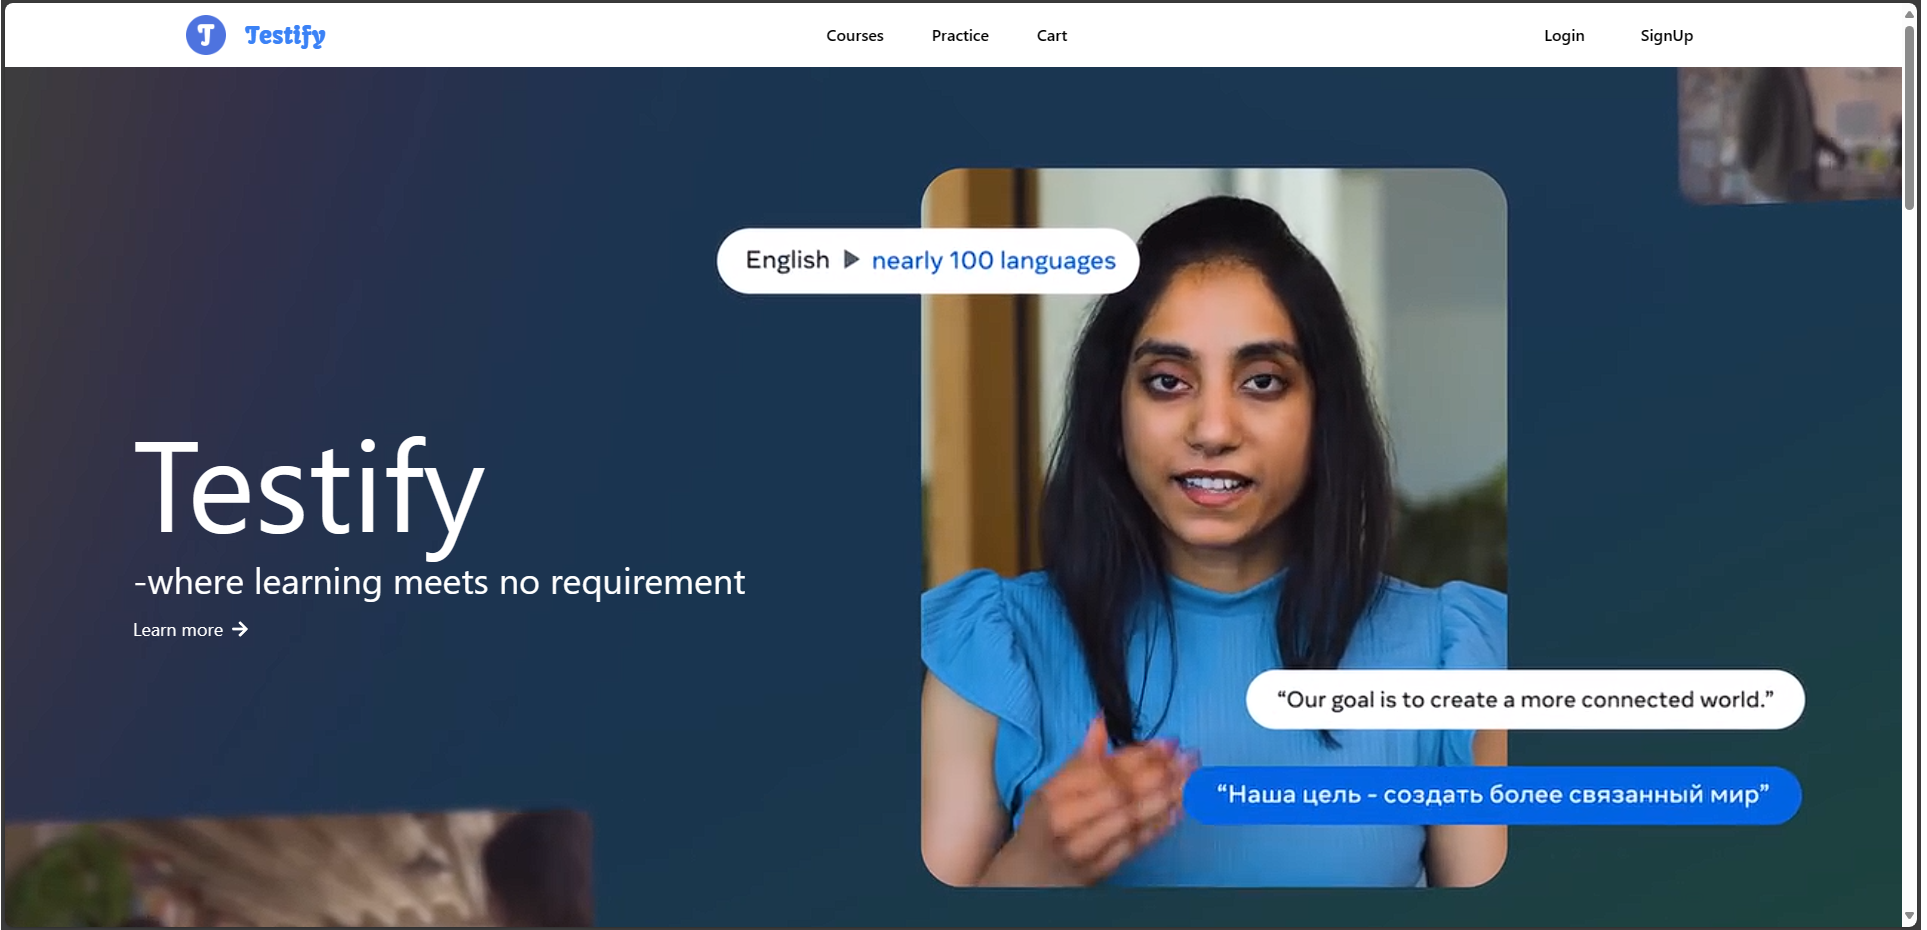 T Testify
Courses Practice Cart
Login SignUp
English ▶ nearly 100 languages
Testify
-where learning meets no requirement
Learn more →
“Our goal is to create a more connected world.”
“Наша цель - создать более связанный мир”